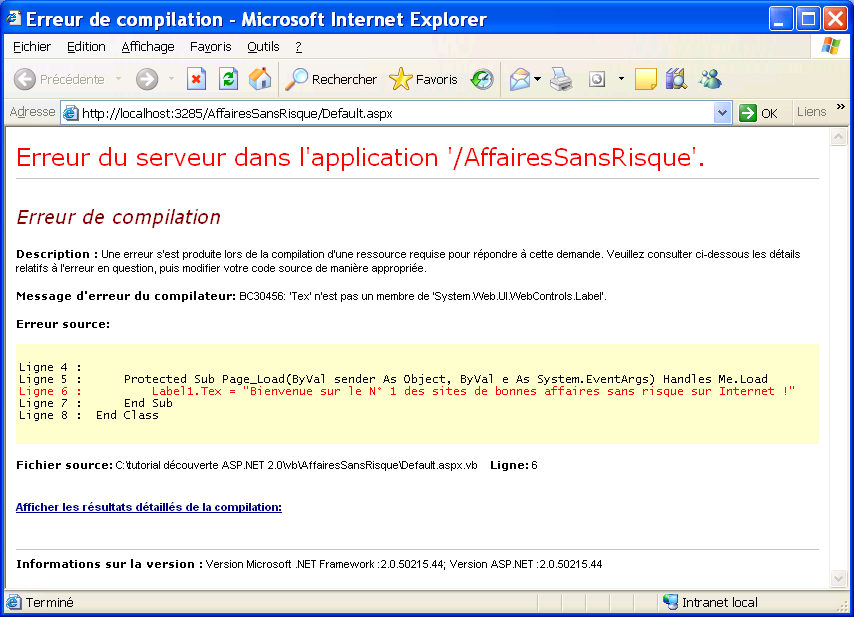 Erreur de compilation - Microsoft Internet Explorer
Fichier Edition Affichage Favoris Outils ?
Précédente Rechercher Favoris
Adresse http://localhost:3285/AffairesSansRisque/Default.aspx OK Liens »
Erreur du serveur dans l'application '/AffairesSansRisque'.
Erreur de compilation
Description : Une erreur s'est produite lors de la compilation d'une ressource requise pour répondre à cette demande. Veuillez consulter ci-dessous les détails
relatifs à l'erreur en question, puis modifier votre code source de manière appropriée.
Message d'erreur du compilateur: BC30456: 'Tex' n'est pas un membre de 'System.Web.UI.WebControls.Label'.
Erreur source:
Ligne 4 :
Ligne 5 :      Protected Sub Page_Load(ByVal sender As Object, ByVal e As System.EventArgs) Handles Me.Load
Ligne 6 :          Label1.Tex = "Bienvenue sur le N° 1 des sites de bonnes affaires sans risque sur Internet !"
Ligne 7 :      End Sub
Ligne 8 :  End Class
Fichier source: C:\tutorial découverte ASP.NET 2.0\vb\AffairesSansRisque\Default.aspx.vb    Ligne: 6
Afficher les résultats détaillés de la compilation:
Informations sur la version : Version Microsoft .NET Framework :2.0.50215.44; Version ASP.NET :2.0.50215.44
Terminé Intranet local